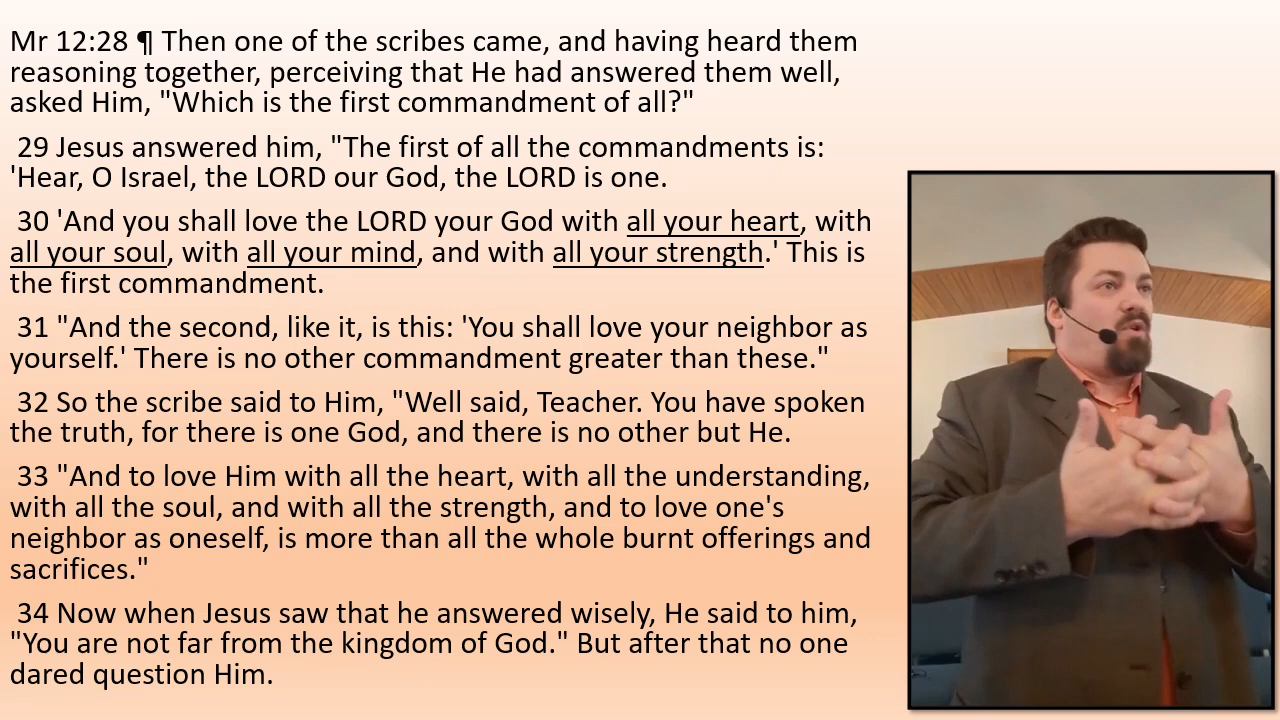 Mr 12:28 ¶ Then one of the scribes came, and having heard them
reasoning together, perceiving that He had answered them well,
asked Him, "Which is the first commandment of all?"
29 Jesus answered him, "The first of all the commandments is:
'Hear, O Israel, the LORD our God, the LORD is one.
30 'And you shall love the LORD your God with all your heart, with
all your soul, with all your mind, and with all your strength.' This is
the first commandment.
31 "And the second, like it, is this: 'You shall love your neighbor as
yourself.' There is no other commandment greater than these."
32 So the scribe said to Him, "Well said, Teacher. You have spoken
the truth, for there is one God, and there is no other but He.
33 "And to love Him with all the heart, with all the understanding,
with all the soul, and with all the strength, and to love one's
neighbor as oneself, is more than all the whole burnt offerings and
sacrifices."
34 Now when Jesus saw that he answered wisely, He said to him,
"You are not far from the kingdom of God." But after that no one
dared question Him.